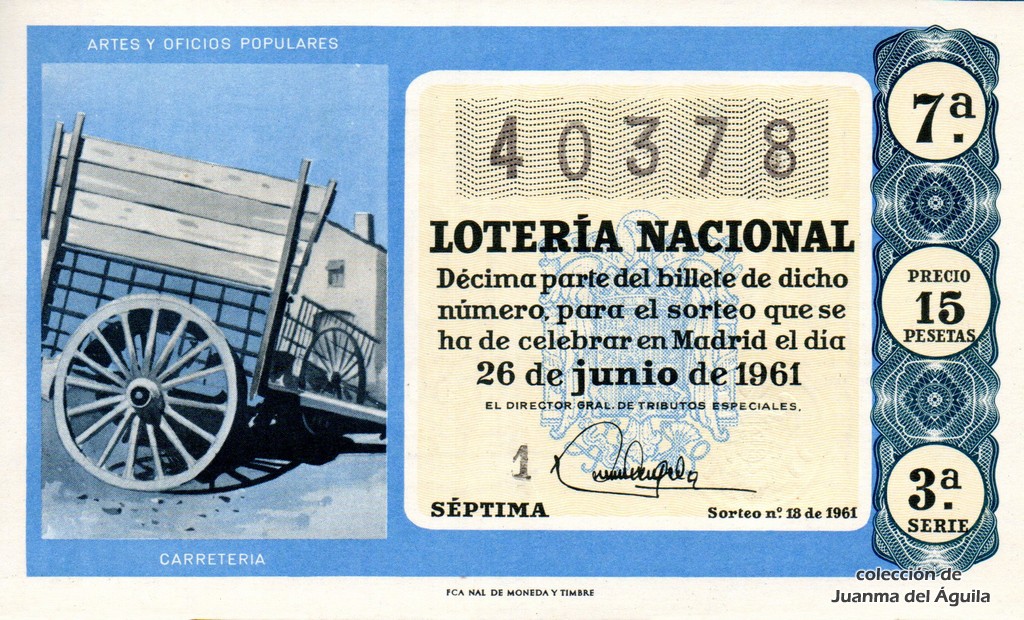 ARTES Y OFICIOS POPULARES
40378
LOTERÍA NACIONAL
Décima parte del billete de dicho
número, para el sorteo que se
ha de celebrar en Madrid el día
26 de junio de 1961
EL DIRECTOR GRAL. DE TRIBUTOS ESPECIALES,
1
SÉPTIMA
Sorteo nº. 18 de 1961
7ª.
PRECIO
15
PESETAS
3ª.
SERIE
CARRETERIA
FCA NAL DE MONEDA Y TIMBRE
colección de
Juanma del Águila